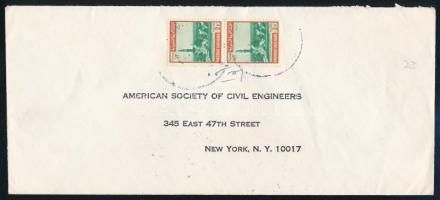 AMERICAN SOCIETY OF CIVIL ENGINEERS
345 EAST 47TH STREET
NEW YORK, N. Y. 10017